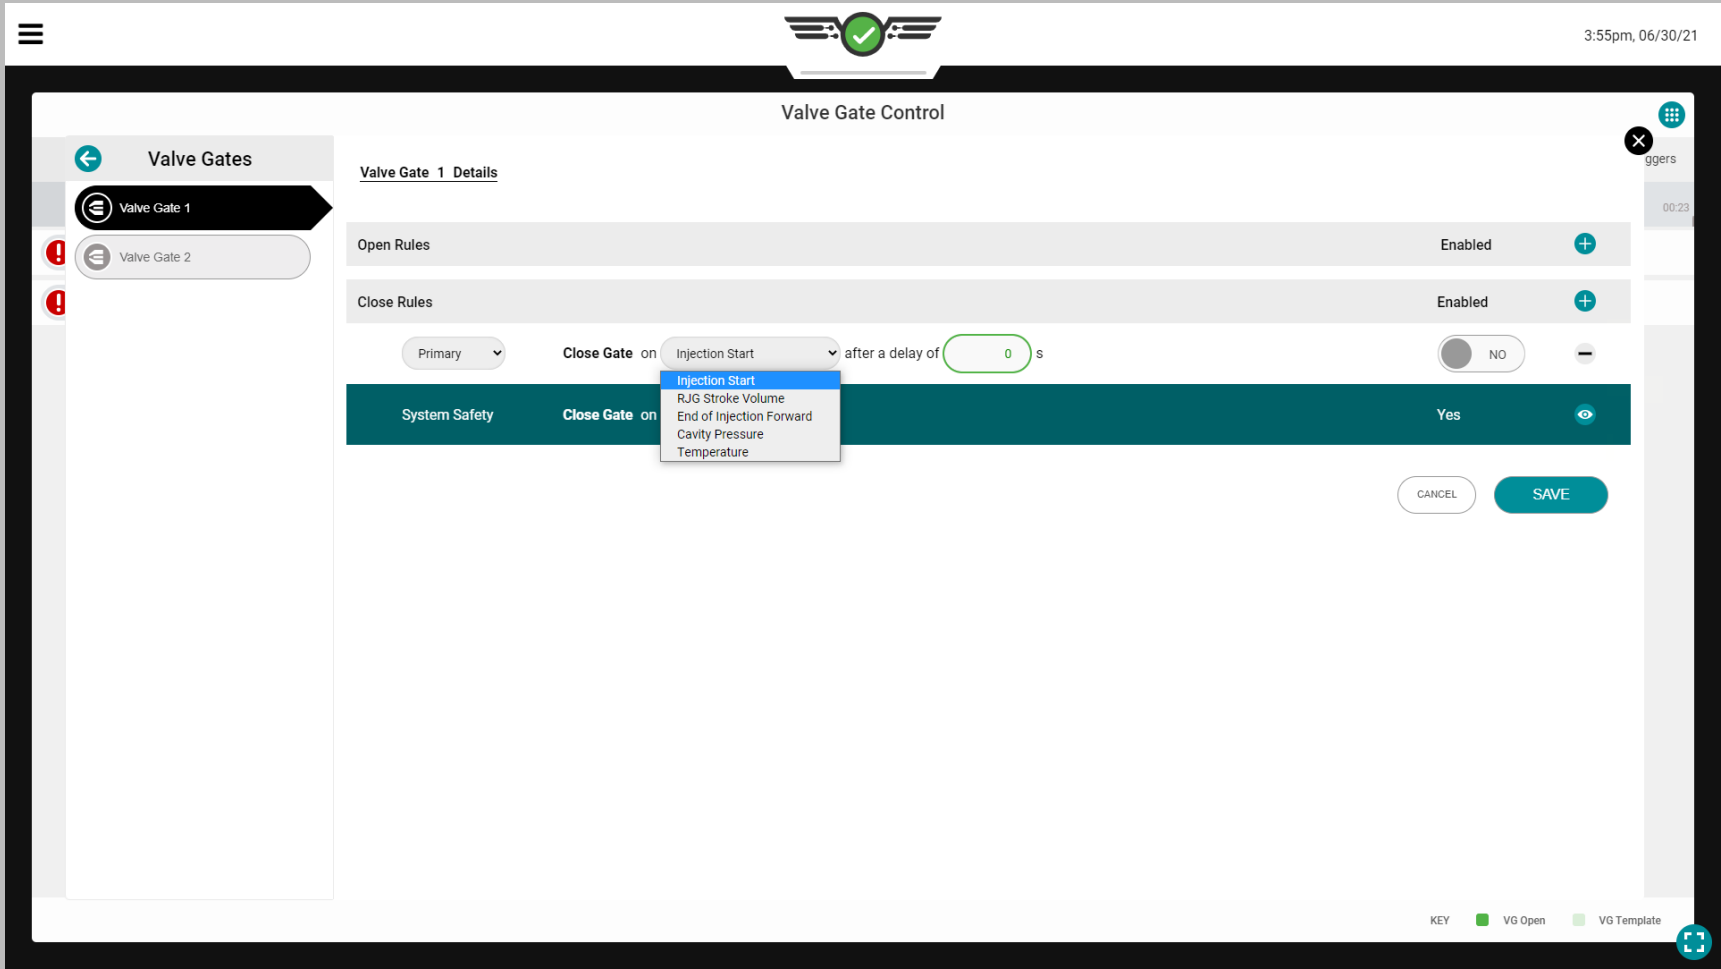 3:55pm, 06/30/21
Valve Gate Control
Valve Gates
ggers
Valve Gate 1 Details
Valve Gate 1
00:23
Open Rules Enabled
Valve Gate 2
Close Rules Enabled
Primary Close Gate on Injection Start after a delay of 0 s NO
Injection Start
RJG Stroke Volume
System Safety Close Gate on Yes
End of Injection Forward
Cavity Pressure
Temperature
CANCEL SAVE
KEY VG Open VG Template